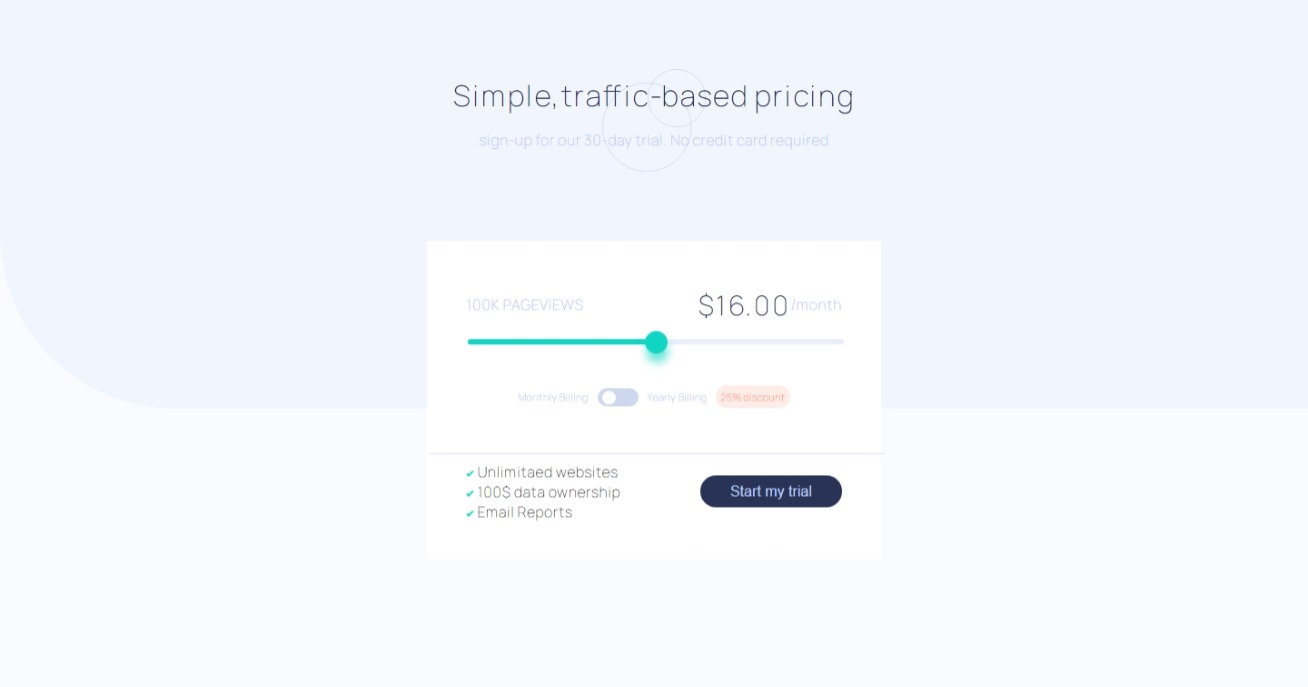 Simple, traffic-based pricing
sign-up for our 30-day trial. No credit card required
100K PAGEVIEWS $16.00 /month
Monthly Billing Yearly Billing 25% discount
✔ Unlimitaed websites
✔ 100$ data ownership
✔ Email Reports
Start my trial